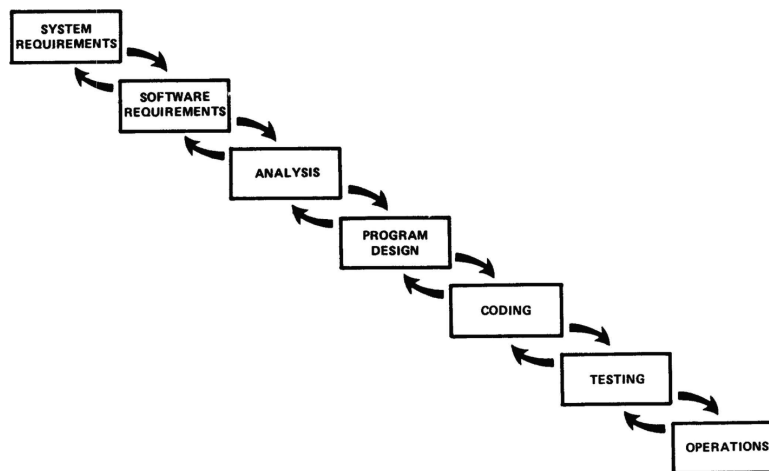 SYSTEM
REQUIREMENTS
SOFTWARE
REQUIREMENTS
ANALYSIS
PROGRAM
DESIGN
CODING
TESTING
OPERATIONS